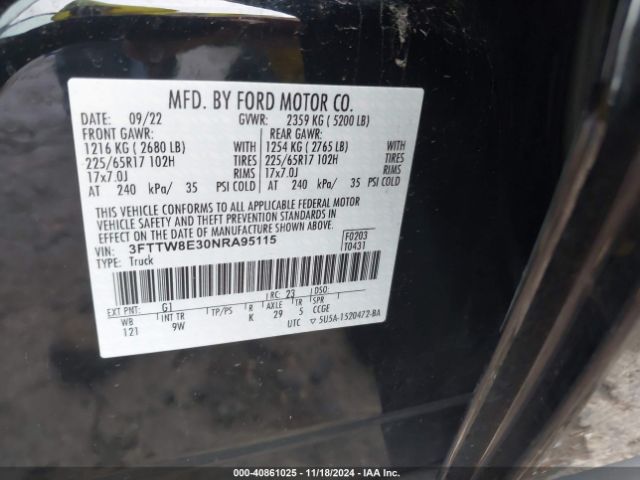 MFD. BY FORD MOTOR CO.
DATE: 09/22 GVWR: 2359 KG ( 5200 LB)
FRONT GAWR: REAR GAWR:
1216 KG ( 2680 LB) WITH 1254 KG ( 2765 LB) WITH
225/65R17 102H TIRES 225/65R17 102H TIRES
17x7.0J RIMS 17x7.0J RIMS
AT 240 kPa/ 35 PSI COLD AT 240 kPa/ 35 PSI COLD
THIS VEHICLE CONFORMS TO ALL APPLICABLE FEDERAL MOTOR
VEHICLE SAFETY AND THEFT PREVENTION STANDARDS IN
EFFECT ON THE DATE OF MANUFACTURE SHOWN ABOVE.
VIN: 3FTTW8E30NRA95115 F0203
TYPE: Truck T0431
EXT PNT: G1 RC: 23 DSO:
WB INT TR TP/PS R AXLE TR SPR
121 9W K 29 5 CCGE
UTC ▽ 5U5A-1520472-BA
000-40861025 - 11/18/2024 - IAA Inc.